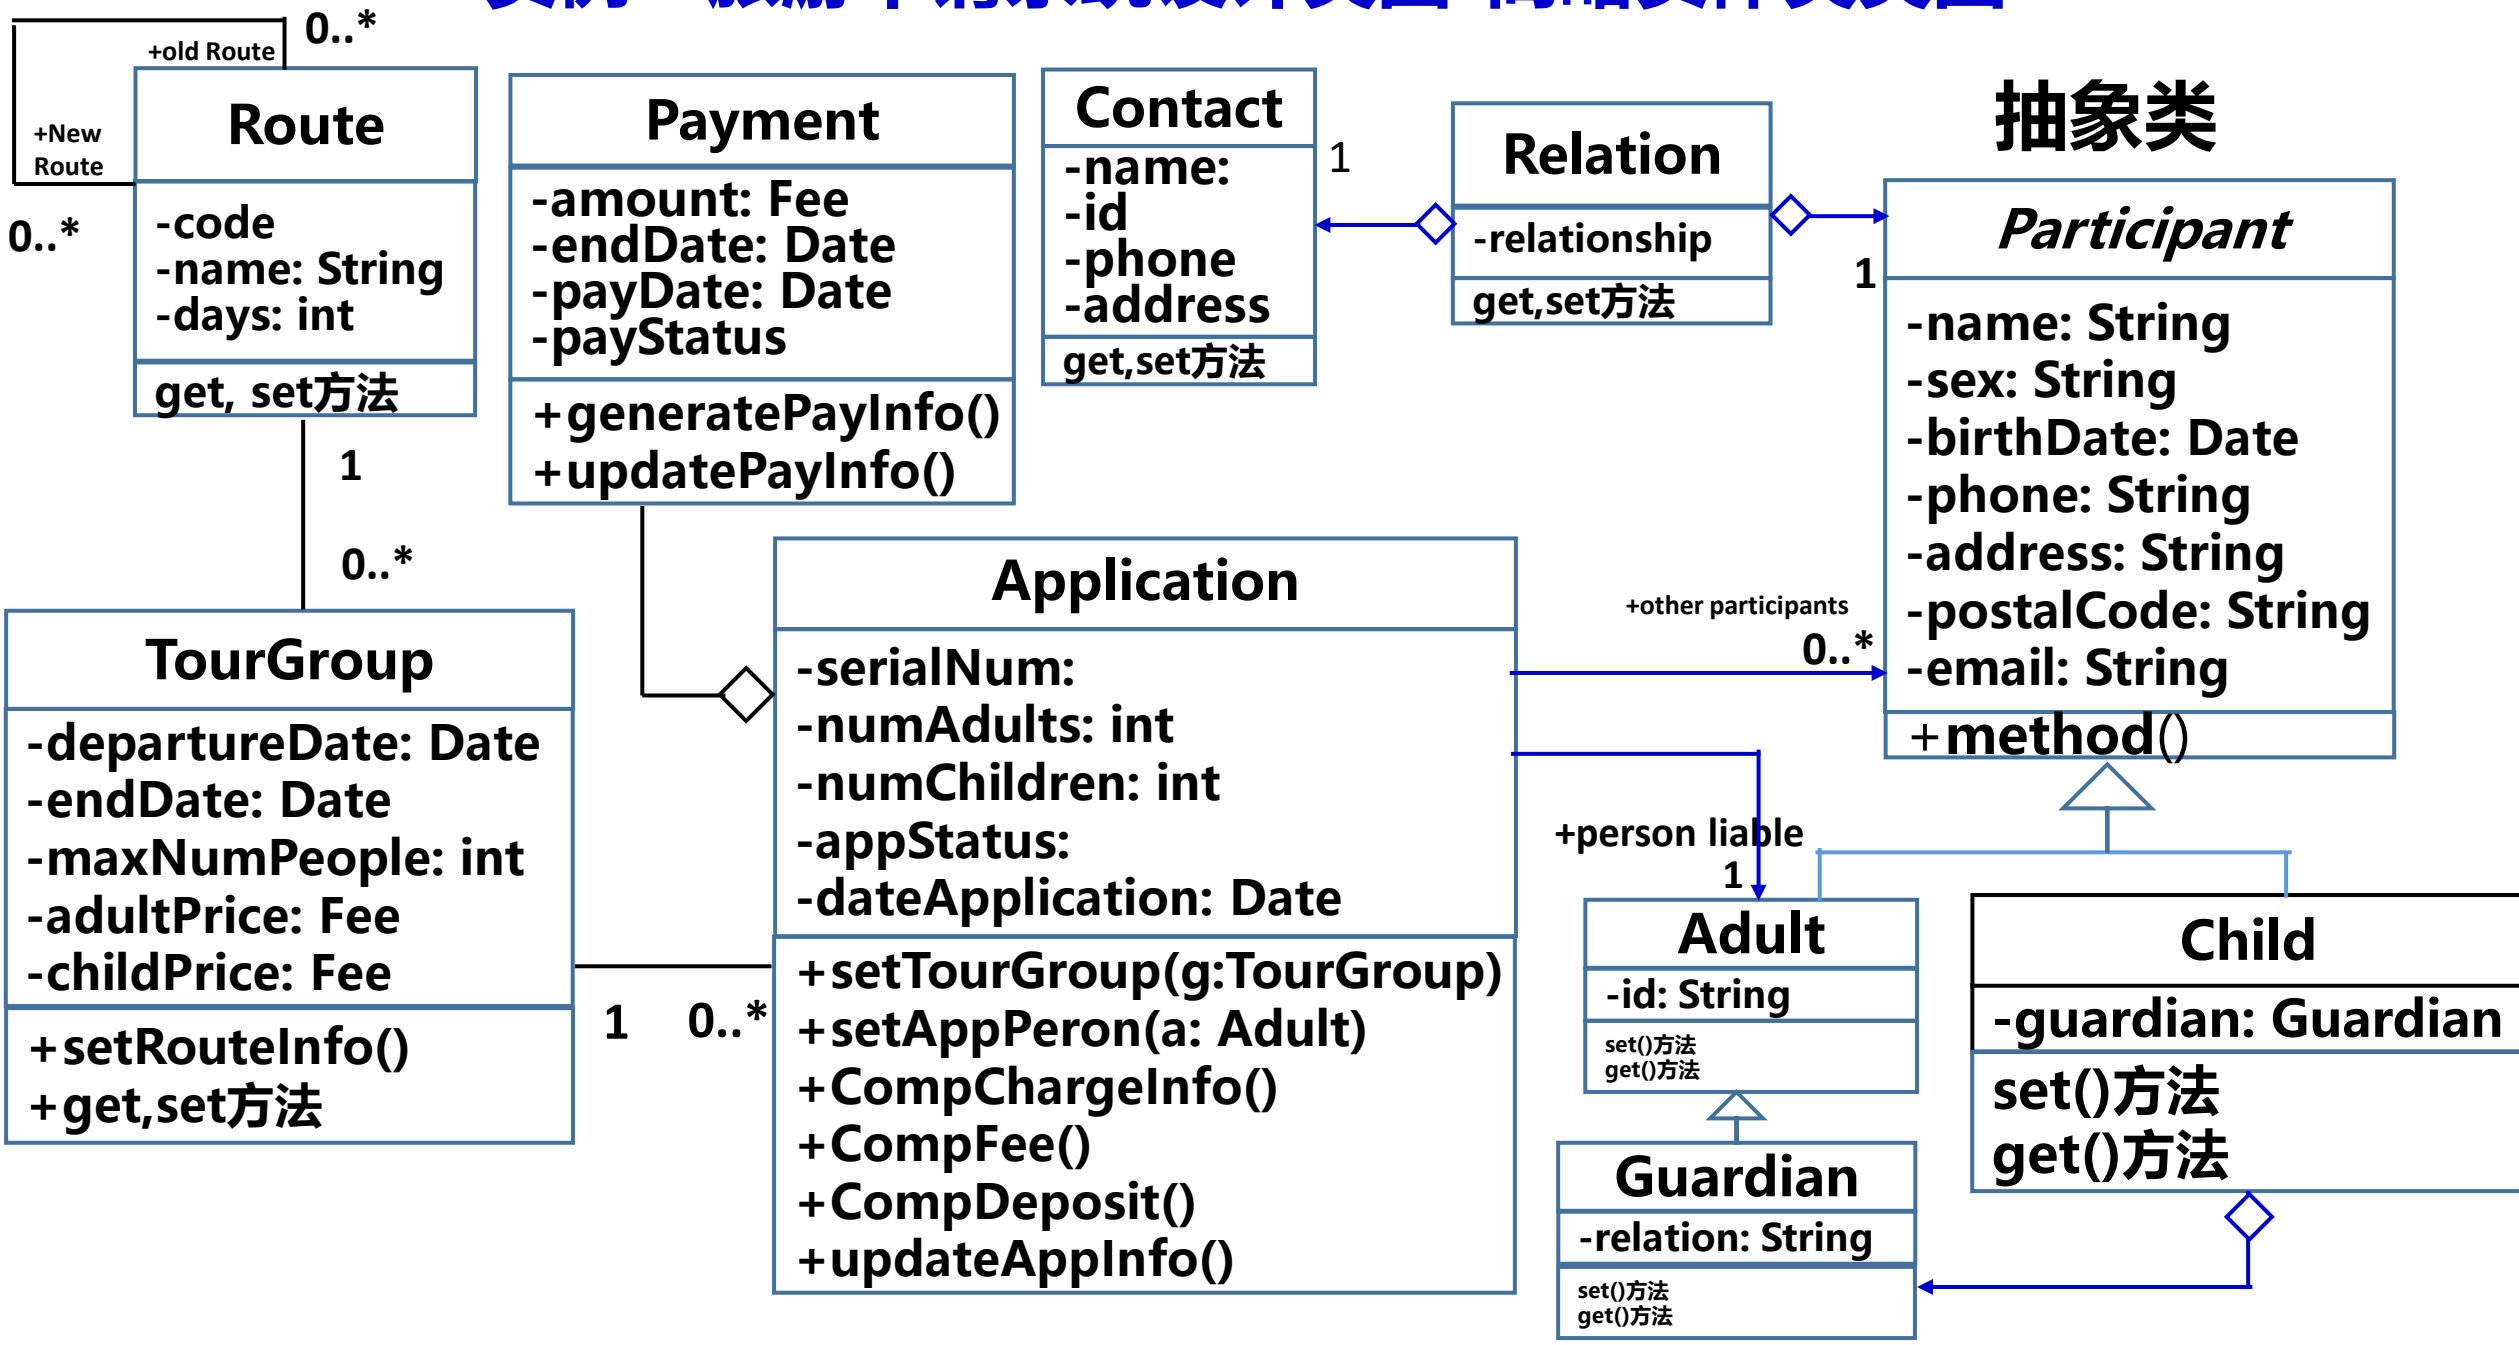 0..*
+old Route
+New
Route
0..*
Route
-code
-name: String
-days: int
get, set方法
1
0..*
Payment
-amount: Fee
-endDate: Date
-payDate: Date
-payStatus
+generatePayInfo()
+updatePayInfo()
Contact
-name:
-id
-phone
-address
get,set方法
1
Relation
-relationship
get,set方法
1
抽象类
Participant
-name: String
-sex: String
-birthDate: Date
-phone: String
-address: String
-postalCode: String
-email: String
+method()
TourGroup
-departureDate: Date
-endDate: Date
-maxNumPeople: int
-adultPrice: Fee
-childPrice: Fee
+setRouteInfo()
+get,set方法
1
0..*
Application
-serialNum:
-numAdults: int
-numChildren: int
-appStatus:
-dateApplication: Date
+setTourGroup(g:TourGroup)
+setAppPeron(a: Adult)
+CompChargeInfo()
+CompFee()
+CompDeposit()
+updateAppInfo()
+other participants
0..*
+person liable
1
Adult
-id: String
set()方法
get()方法
Guardian
-relation: String
set()方法
get()方法
Child
-guardian: Guardian
set()方法
get()方法